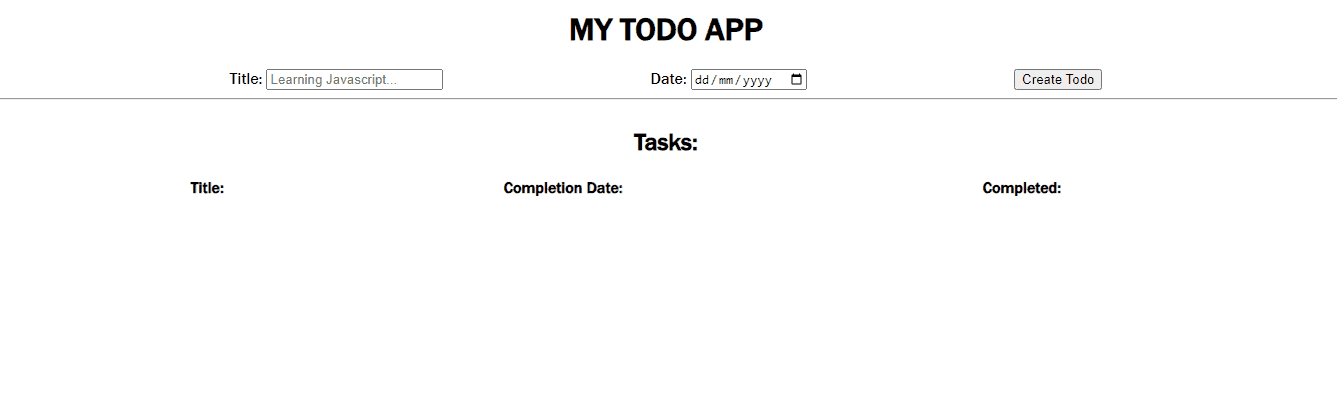 MY TODO APP
Title: Learning Javascript... Date: dd/mm/yyyy Create Todo
Tasks:
Title: Completion Date: Completed: